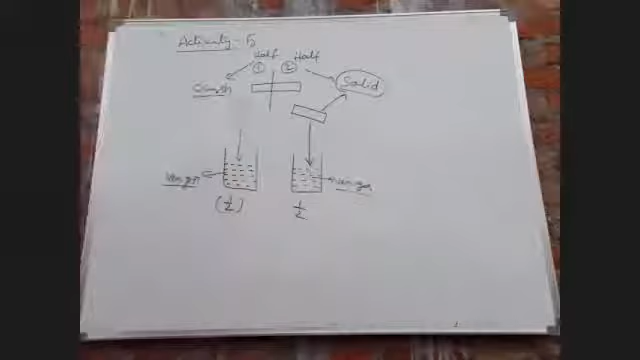 Activity - 5
Half Half
① ②
Crush
Solid
Vinegar
Vinegar
(½)
½